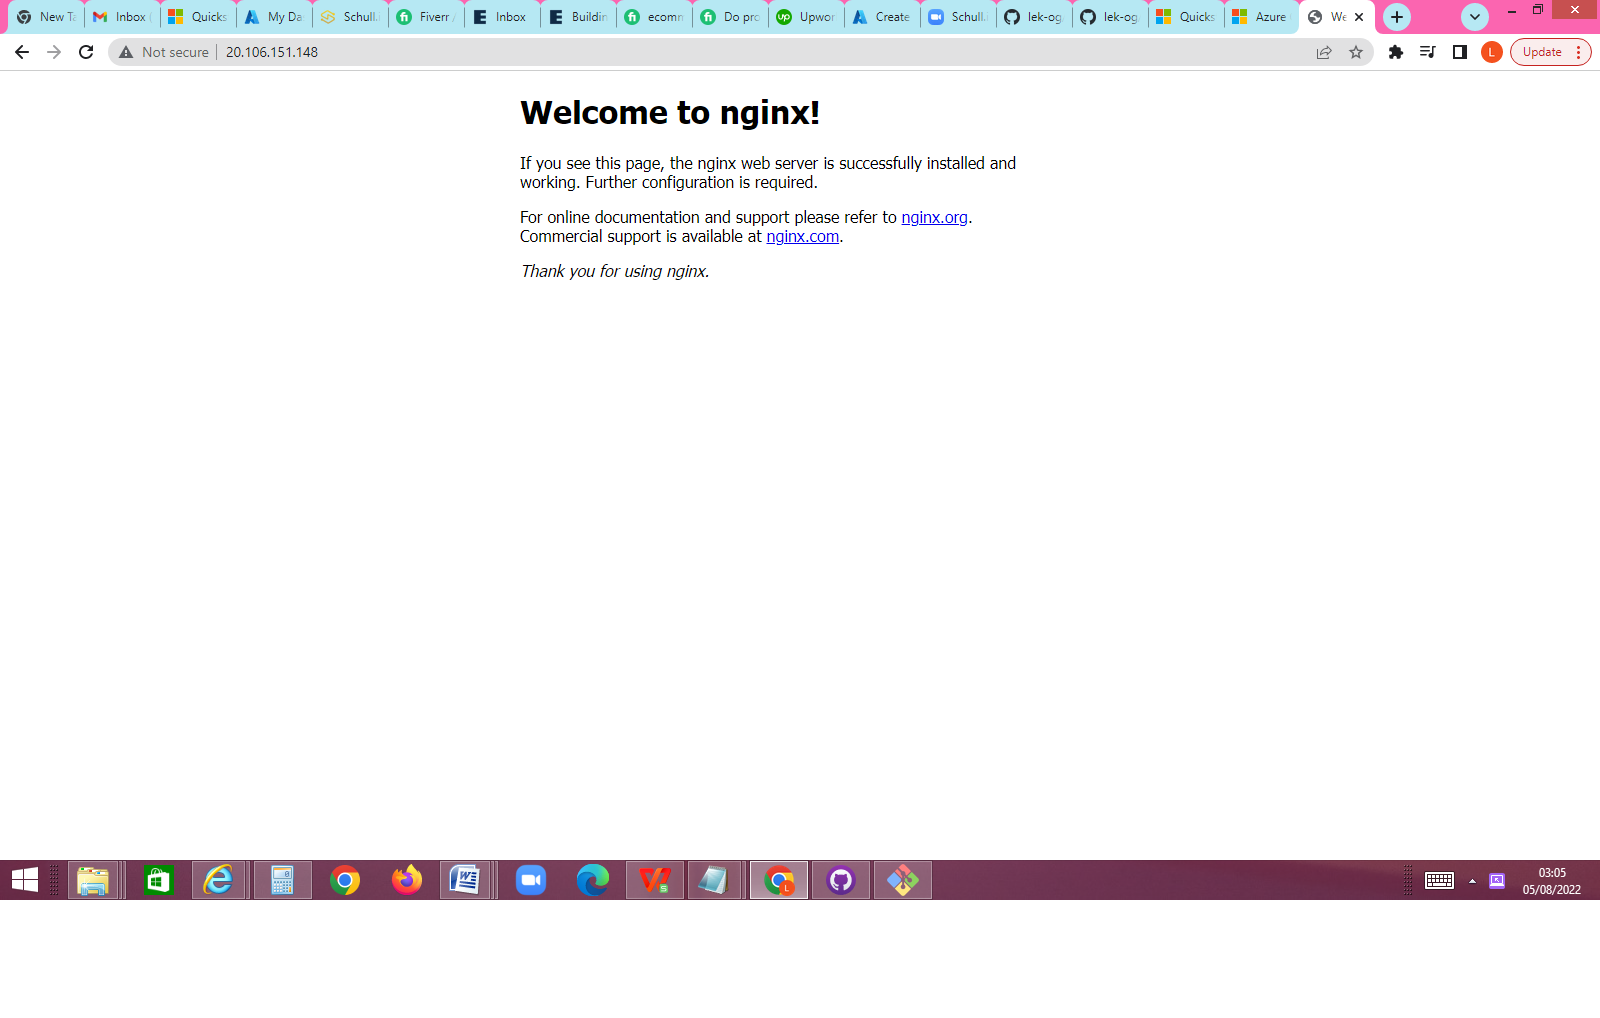 New Ta
Inbox (
Quicks
My Das
Schull.
Fiverr /
Inbox
Buildin
ecomm
Do pro
Upwor
Create
Schull.
lek-og
lek-og
Quicks
Azure
We
Not secure
20.106.151.148
L
Update
Welcome to nginx!
If you see this page, the nginx web server is successfully installed and
working. Further configuration is required.
For online documentation and support please refer to nginx.org.
Commercial support is available at nginx.com.
Thank you for using nginx.
03:05
05/08/2022